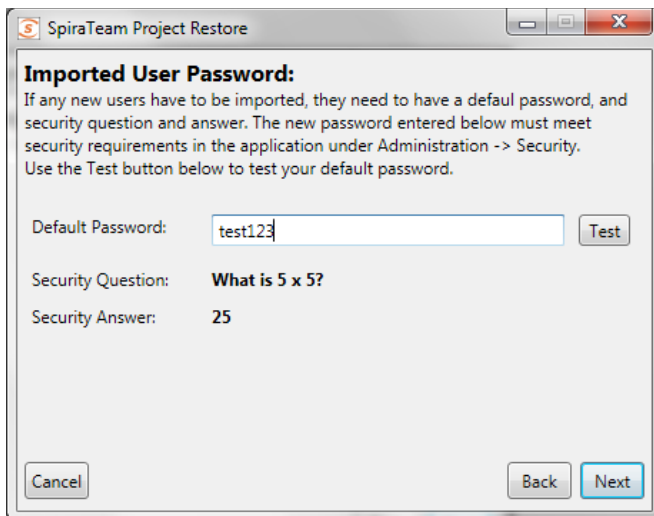 SpiraTeam Project Restore
Imported User Password:
If any new users have to be imported, they need to have a defaul password, and
security question and answer. The new password entered below must meet
security requirements in the application under Administration -> Security.
Use the Test button below to test your default password.
Default Password: test123 Test
Security Question: What is 5 x 5?
Security Answer: 25
Cancel Back Next